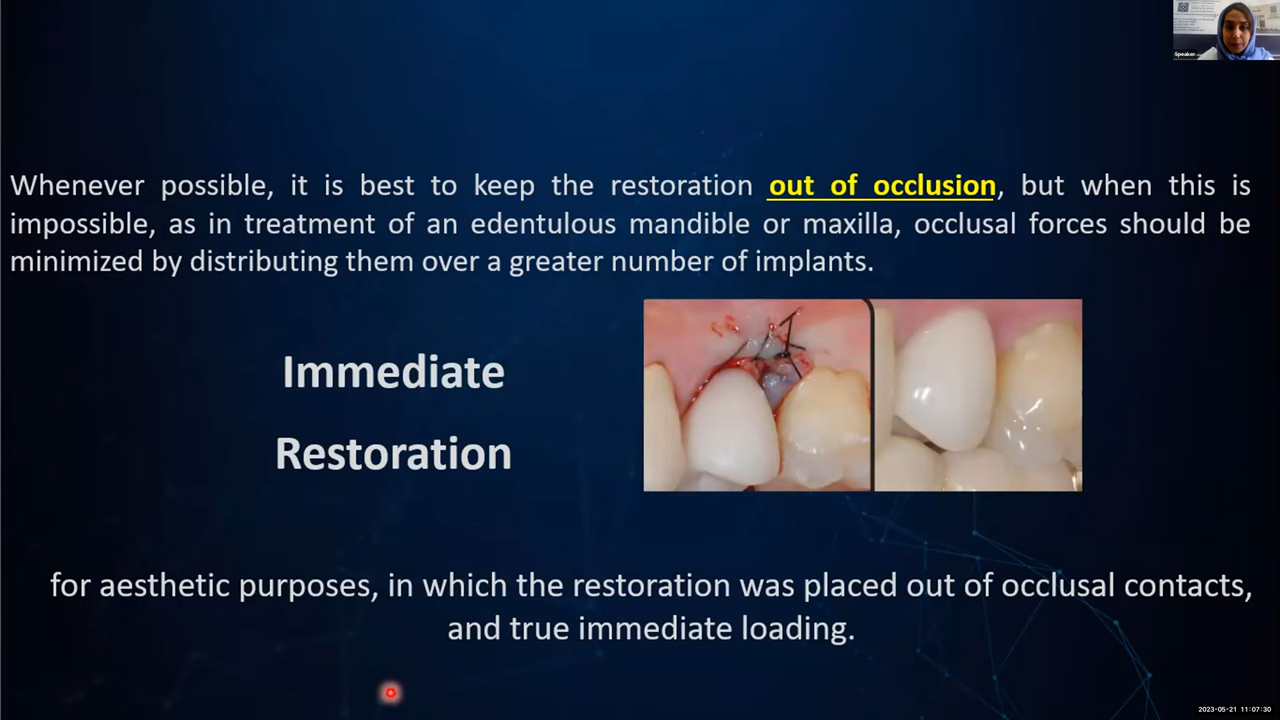 Speaker
Whenever possible, it is best to keep the restoration out of occlusion, but when this is
impossible, as in treatment of an edentulous mandible or maxilla, occlusal forces should be
minimized by distributing them over a greater number of implants.
Immediate
Restoration
for aesthetic purposes, in which the restoration was placed out of occlusal contacts,
and true immediate loading.
2023-05-21 11:07:30